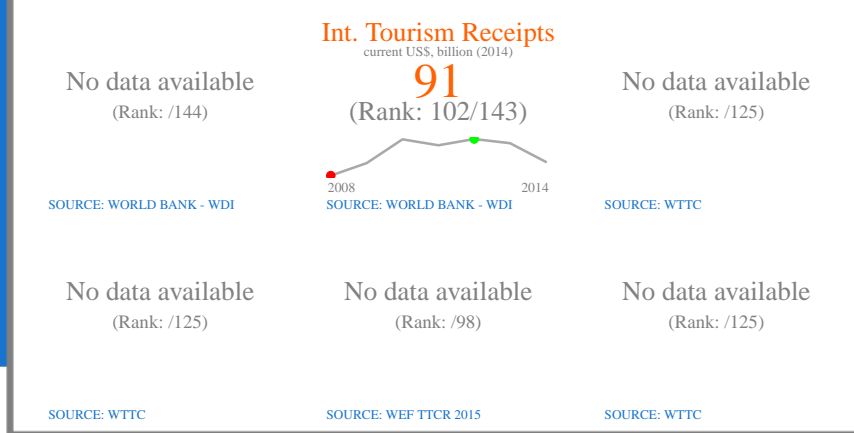 No data available
(Rank: /144)
SOURCE: WORLD BANK - WDI
Int. Tourism Receipts
current US$, billion (2014)
91
(Rank: 102/143)
2008
2014
SOURCE: WORLD BANK - WDI
No data available
(Rank: /125)
SOURCE: WTTC
No data available
(Rank: /125)
SOURCE: WTTC
No data available
(Rank: /98)
SOURCE: WEF TTCR 2015
No data available
(Rank: /125)
SOURCE: WTTC